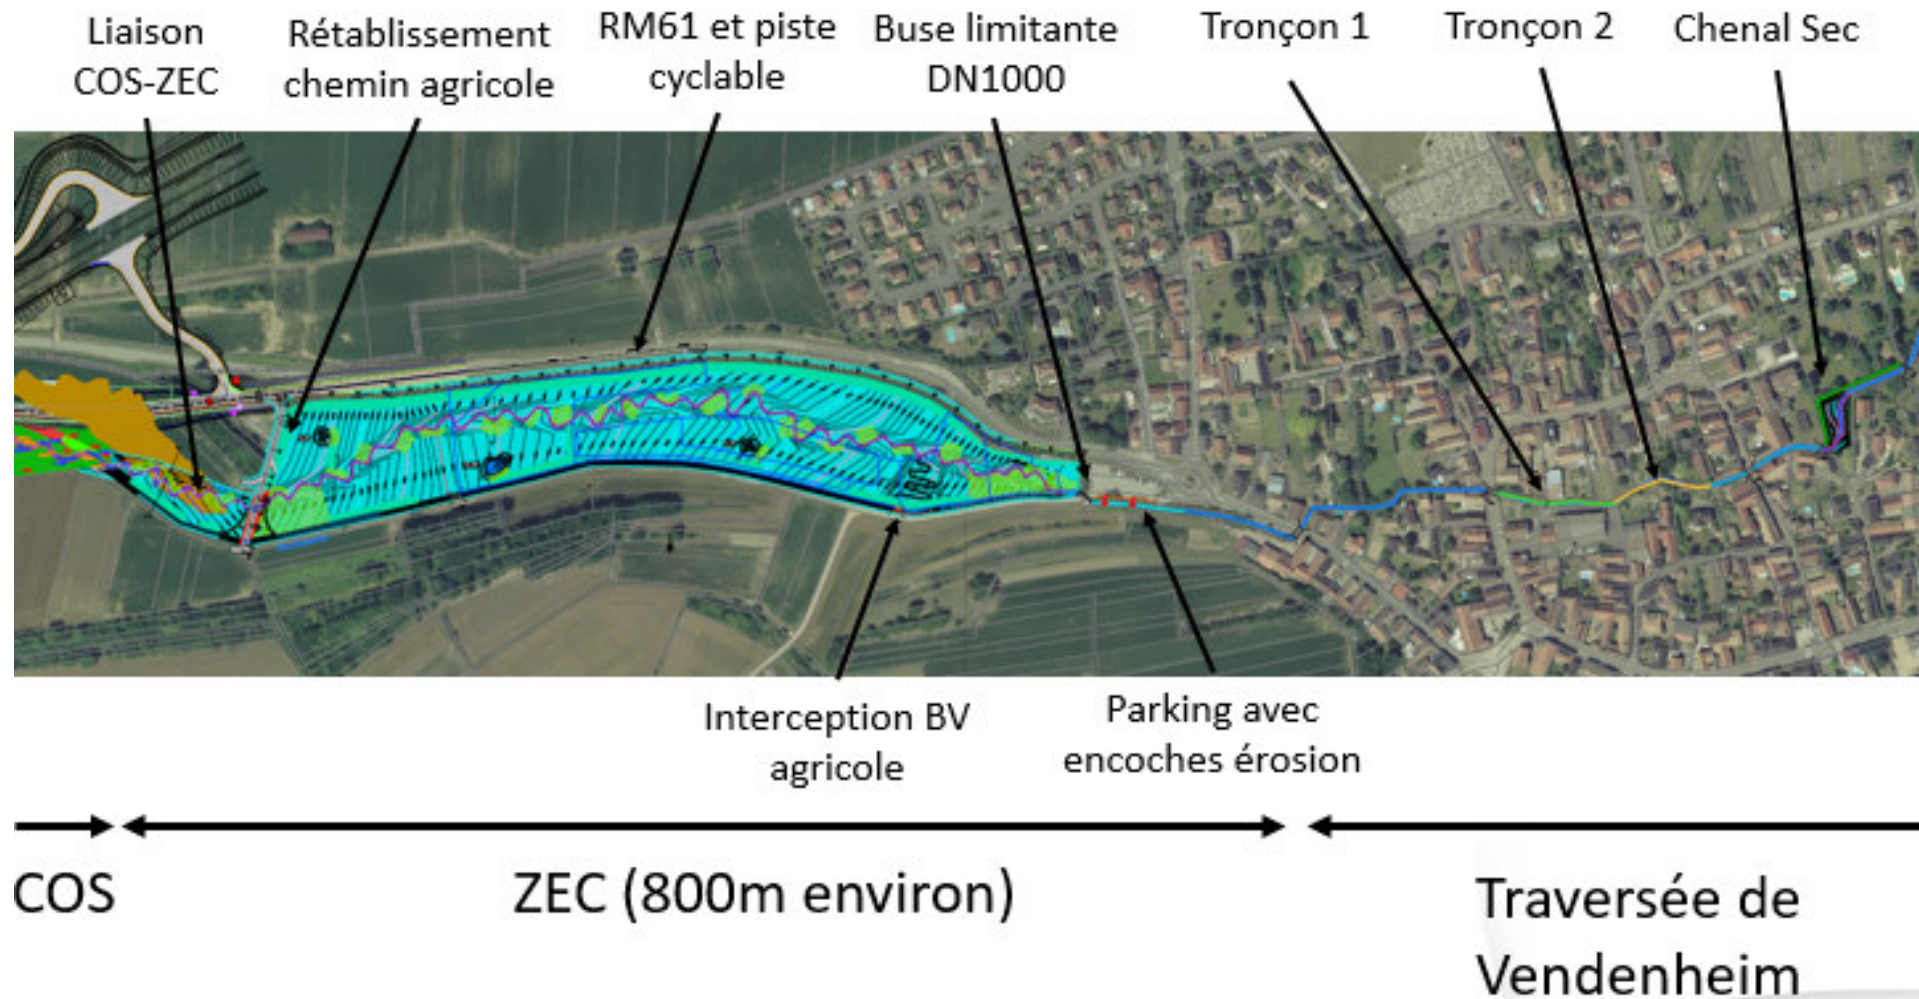 Liaison
COS-ZEC
Rétablissement
chemin agricole
RM61 et piste
cyclable
Buse limitante
DN1000
Tronçon 1
Tronçon 2
Chenal Sec
Interception BV
agricole
Parking avec
encoches érosion
COS
ZEC (800m environ)
Traversée de
Vendenheim